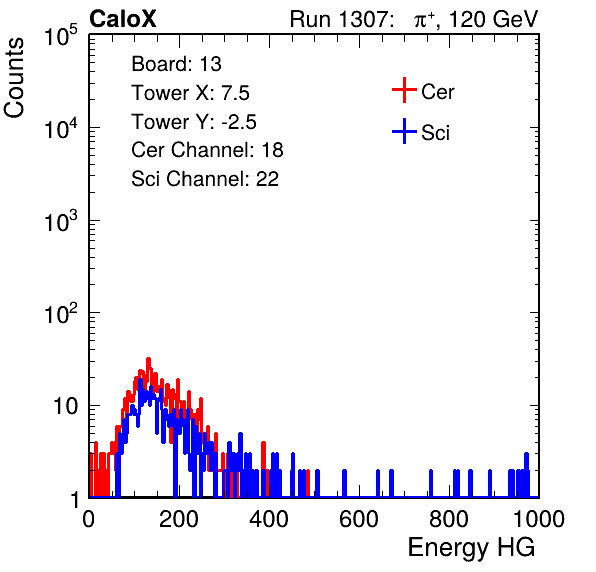 CaloX Run 1307: π⁺, 120 GeV
Counts
10⁵
10⁴
10³
10²
10
1
Board: 13
Tower X: 7.5
Tower Y: -2.5
Cer Channel: 18
Sci Channel: 22
Cer
Sci
0 200 400 600 800 1000
Energy HG